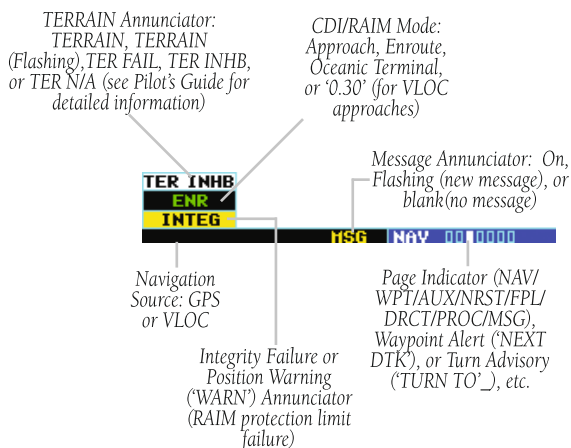 TERRAIN Annunciator:
TERRAIN, TERRAIN
(Flashing),TER FAIL, TER INHB,
or TER N/A (see Pilot's Guide for
detailed information)
CDI/RAIM Mode:
Approach, Enroute,
Oceanic Terminal,
or ‘0.30’ (for VLOC
approaches)
Message Annunciator: On,
Flashing (new message), or
blank(no message)
TER INHB
ENR
INTEG
MSG NAV
Navigation
Source: GPS
or VLOC
Integrity Failure or
Position Warning
(‘WARN’) Annunciator
(RAIM protection limit
failure)
Page Indicator (NAV/
WPT/AUX/NRST/FPL/
DRCT/PROC/MSG),
Waypoint Alert (‘NEXT
DTK’), or Turn Advisory
(‘TURN TO’_), etc.